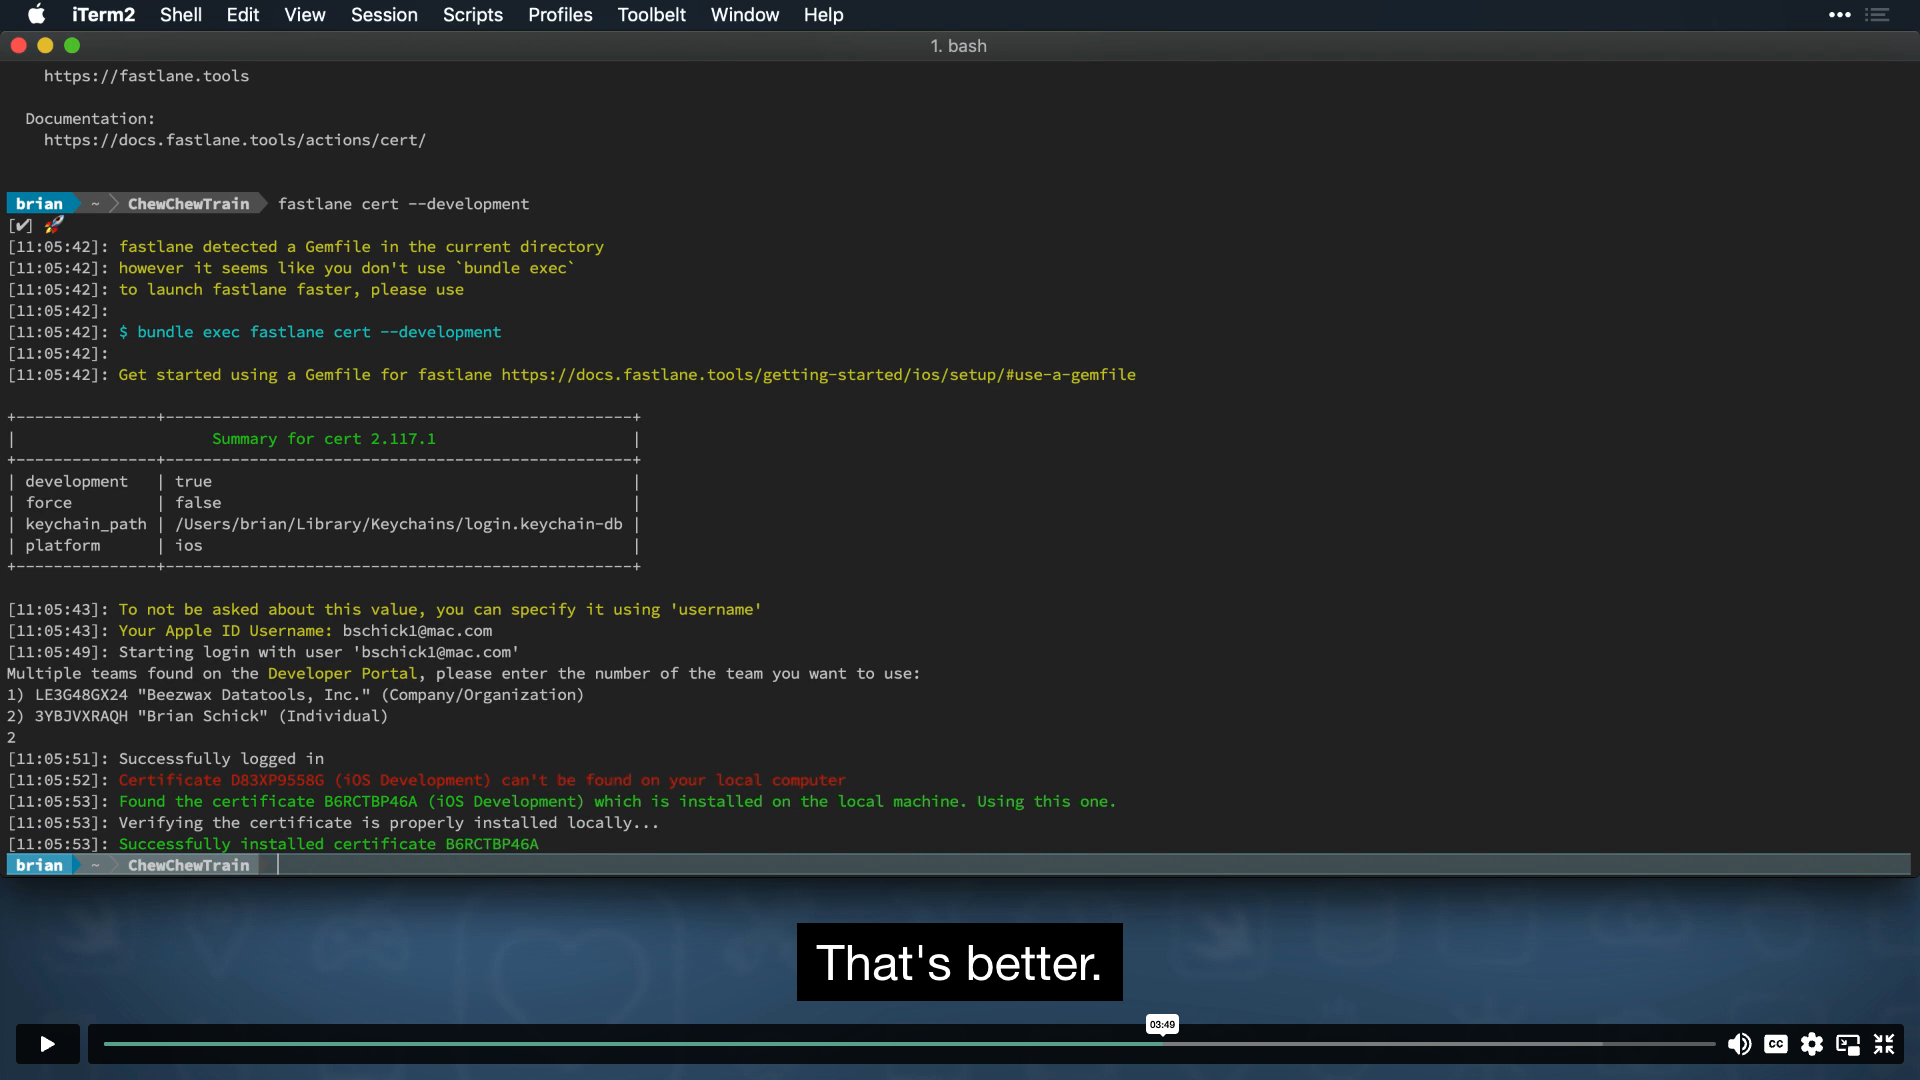 iTerm2 Shell Edit View Session Scripts Profiles Toolbelt Window Help
1. bash
https://fastlane.tools
Documentation:
https://docs.fastlane.tools/actions/cert/
brian ~ ChewChewTrain fastlane cert --development
[✔] 🚀
[11:05:42]: fastlane detected a Gemfile in the current directory
[11:05:42]: however it seems like you don't use `bundle exec`
[11:05:42]: to launch fastlane faster, please use
[11:05:42]:
[11:05:42]: $ bundle exec fastlane cert --development
[11:05:42]:
[11:05:42]: Get started using a Gemfile for fastlane https://docs.fastlane.tools/getting-started/ios/setup/#use-a-gemfile
+---------------+--------------------------------------------------+
| Summary for cert 2.117.1 |
+---------------+--------------------------------------------------+
| development | true |
| force | false |
| keychain_path | /Users/brian/Library/Keychains/login.keychain-db |
| platform | ios |
+---------------+--------------------------------------------------+
[11:05:43]: To not be asked about this value, you can specify it using 'username'
[11:05:43]: Your Apple ID Username: bschick1@mac.com
[11:05:49]: Starting login with user 'bschick1@mac.com'
Multiple teams found on the Developer Portal, please enter the number of the team you want to use:
1) LE3G48GX24 "Beezwax Datatools, Inc." (Company/Organization)
2) 3YBJVXRAQH "Brian Schick" (Individual)
2
[11:05:51]: Successfully logged in
[11:05:52]: Certificate D83XP9558G (iOS Development) can't be found on your local computer
[11:05:53]: Found the certificate B6RCTBP46A (iOS Development) which is installed on the local machine. Using this one.
[11:05:53]: Verifying the certificate is properly installed locally...
[11:05:53]: Successfully installed certificate B6RCTBP46A
brian ~ ChewChewTrain
That's better.
03:49
CC